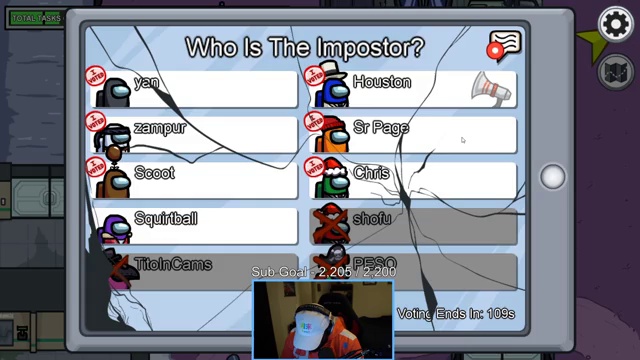 TOTAL TASKS
Who Is The Impostor?
I VOTED
yan
I VOTED
Houston
I VOTED
zampur
I VOTED
Sr Page
I VOTED
Scoot
I VOTED
Chris
Squirtball
shofu
TitoInCams
PESO
Sub Goal - 2,205 / 2,200
Voting Ends In: 109s